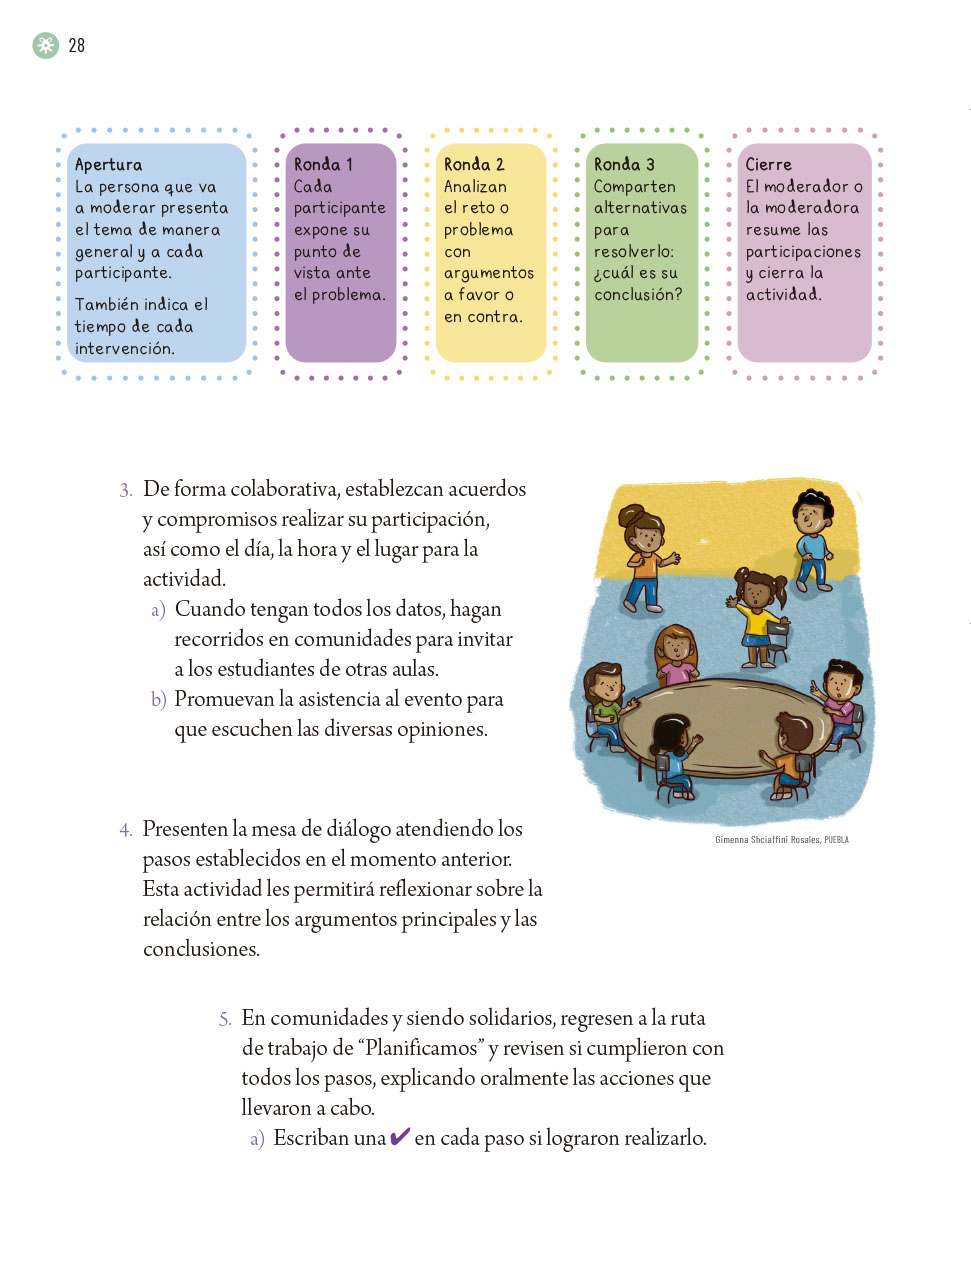 28
Apertura
La persona que va
a moderar presenta
el tema de manera
general y a cada
participante.
También indica el
tiempo de cada
intervención.
Ronda 1
Cada
participante
expone su
punto de
vista ante
el problema.
Ronda 2
Analizan
el reto o
problema
con
argumentos
a favor o
en contra.
Ronda 3
Comparten
alternativas
para
resolverlo:
¿cuál es su
conclusión?
Cierre
El moderador o
la moderadora
resume las
participaciones
y cierra la
actividad.
3. De forma colaborativa, establezcan acuerdos
y compromisos realizar su participación,
así como el día, la hora y el lugar para la
actividad.
a) Cuando tengan todos los datos, hagan
recorridos en comunidades para invitar
a los estudiantes de otras aulas.
b) Promuevan la asistencia al evento para
que escuchen las diversas opiniones.
Gimenna Shciaffini Rosales, PUEBLA
4. Presenten la mesa de diálogo atendiendo los
pasos establecidos en el momento anterior.
Esta actividad les permitirá reflexionar sobre la
relación entre los argumentos principales y las
conclusiones.
5. En comunidades y siendo solidarios, regresen a la ruta
de trabajo de “Planificamos” y revisen si cumplieron con
todos los pasos, explicando oralmente las acciones que
llevaron a cabo.
a) Escriban una ✔ en cada paso si lograron realizarlo.